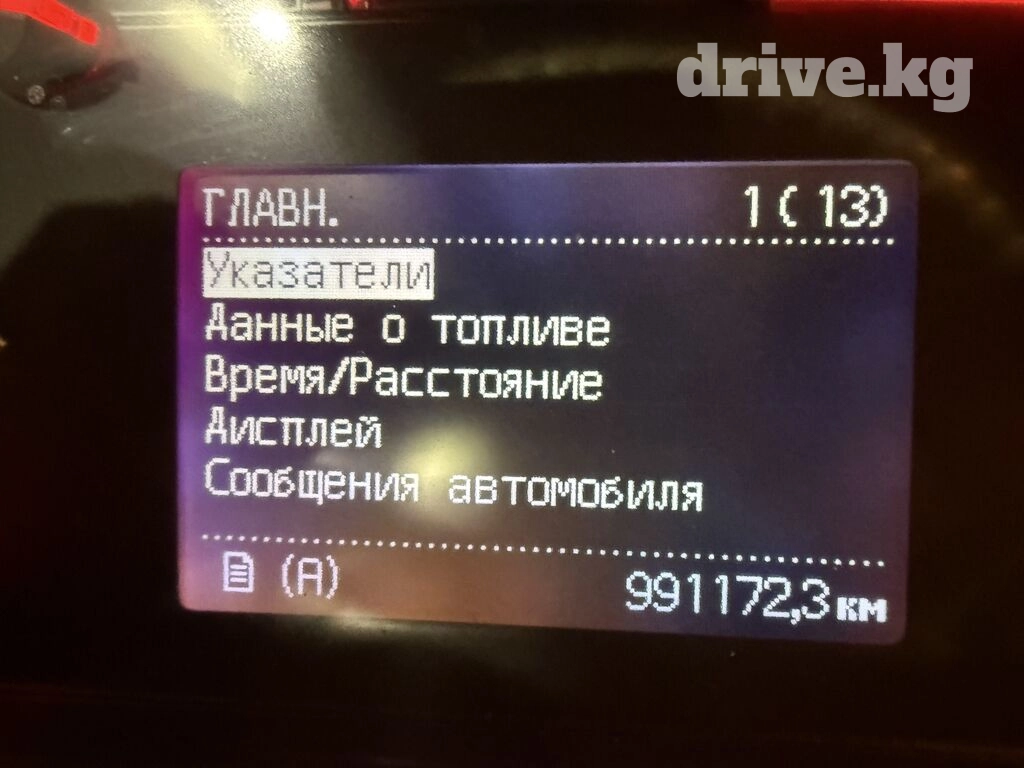 drive.kg
ГЛАВН. 1 ( 13)
Указатели
Данные о топливе
Время/Расстояние
Дисплей
Сообщения автомобиля
(A) 991172,3 км